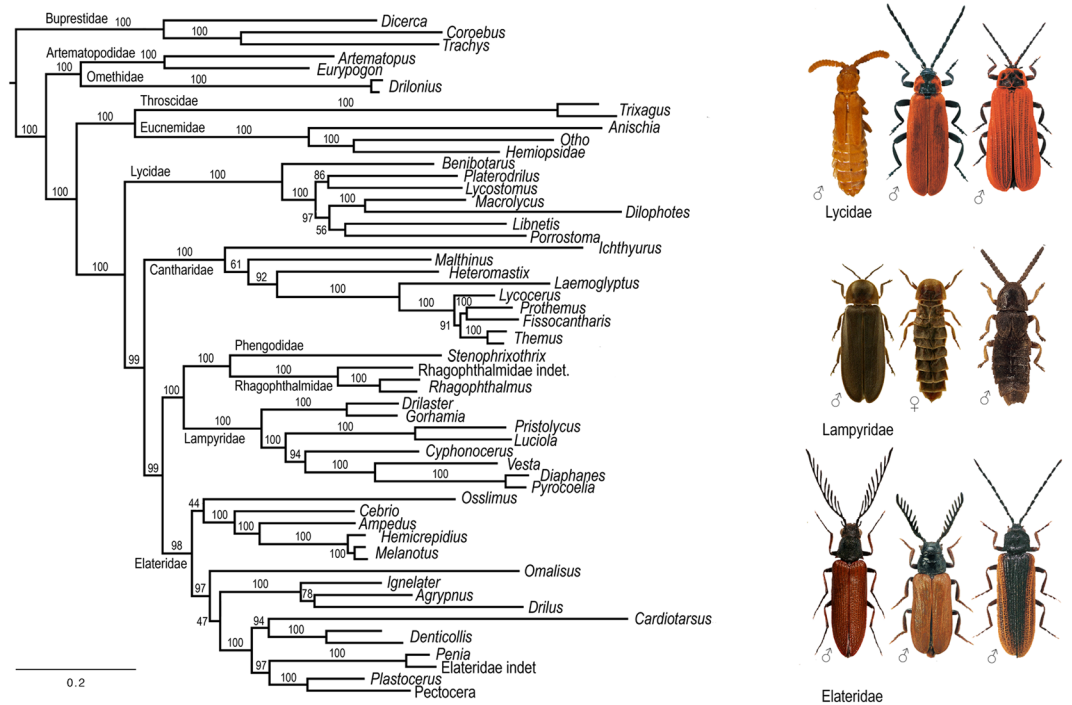 Buprestidae 100 Dicerca
100 Coroebus
Trachys
Artematopodidae 100 Artematopus
100 Eurypogon
Omethidae 100 Drilonius
Throscidae 100 Trixagus
100 100
Eucnemidae 100 Anischia
100 Otho
Hemiopsidae
100
Lycidae 100 Benibotarus
86 Platerodrilus
100 Lycostomus
100 Macrolycus
97 Dilophotes
56 Libnetis
Porrostoma
100 Ichthyurus
100 Cantharidae 61 Malthinus
92 Heteromastix
100 Laemoglyptus
100 100 Lycocerus
Prothemus
91 Fissocantharis
100 Themus
99
Phengodidae Stenophrixothrix
100 100 Rhagophthalmidae indet.
100 Rhagophthalmidae 100 Rhagophthalmus
100 Drilaster
Gorhamia
100 Lampyridae 100 100 Pristolycus
Luciola
94 Cyphonocerus
100 Vesta
100 Diaphanes
Pyrocoelia
99
44 Osslimus
100 Cebrio
100 Ampedus
100 Hemicrepidius
100 Melanotus
98
Elateridae
97 Omalisus
100 Ignelater
78 Agrypnus
Drilus
47
94 Cardiotarsus
100 Denticollis
100
100 Penia
97 Elateridae indet
100 Plastocerus
Pectocera
0.2
♂ ♂ ♂
Lycidae
♂ ♀ ♂
Lampyridae
♂ ♂ ♂
Elateridae